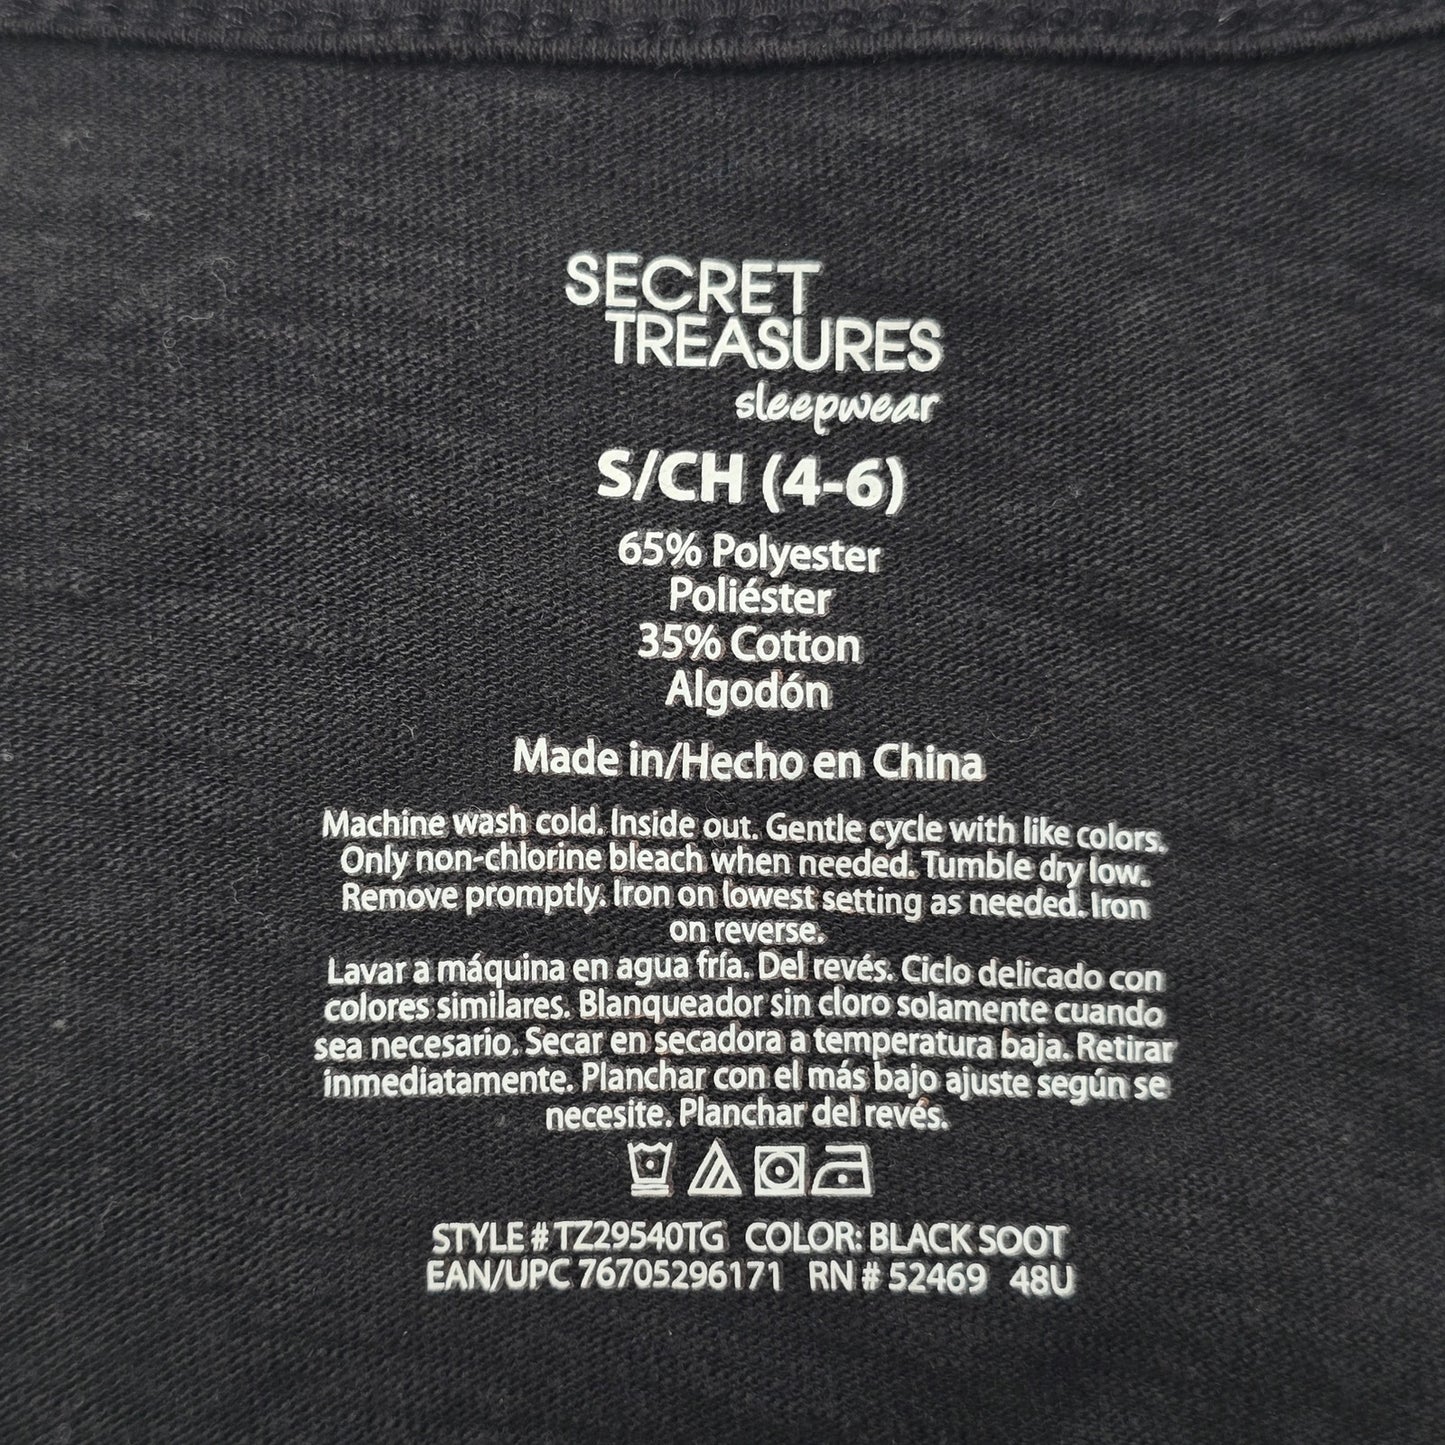 SECRET
TREASURES
sleepwear
S/CH (4-6)
65% Polyester
Poliéster
35% Cotton
Algodón
Made in/Hecho en China
Machine wash cold. Inside out. Gentle cycle with like colors.
Only non-chlorine bleach when needed. Tumble dry low.
Remove promptly. Iron on lowest setting as needed. Iron
on reverse.
Lavar a máquina en agua fría. Del revés. Ciclo delicado con
colores similares. Blanqueador sin cloro solamente cuando
sea necesario. Secar en secadora a temperatura baja. Retirar
inmediatamente. Planchar con el más bajo ajuste según se
necesite. Planchar del revés.
STYLE # TZ29540TG COLOR: BLACK SOOT
EAN/UPC 76705296171 RN # 52469 48U